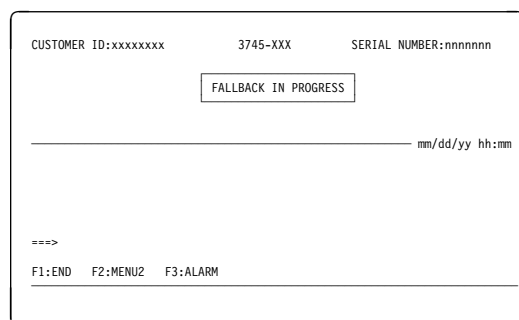 CUSTOMER ID:xxxxxxxx 3745-XXX SERIAL NUMBER:nnnnnnn
FALLBACK IN PROGRESS
mm/dd/yy hh:mm
===>
F1:END F2:MENU2 F3:ALARM